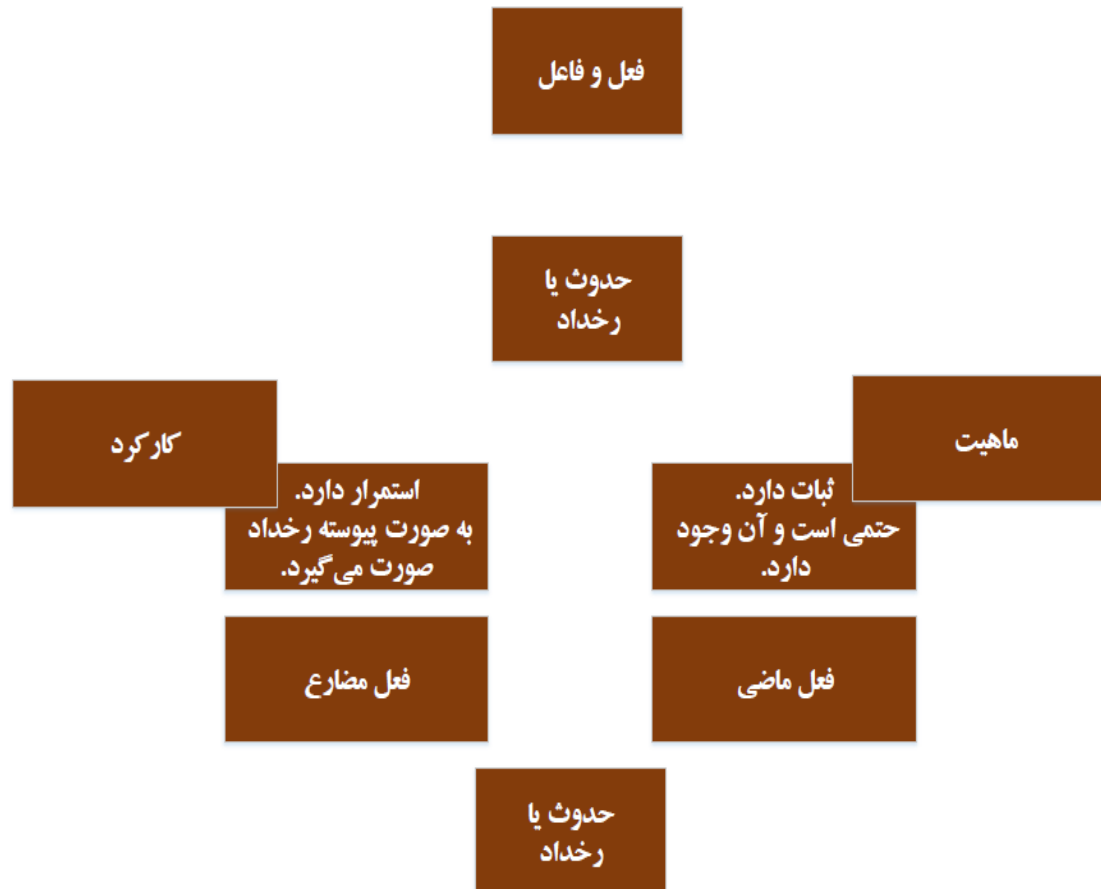 فعل و فاعل
حدوث یا
رخداد
ماهیت
کارکرد
ثبات دارد.
حتمی است و آن وجود
دارد.
استمرار دارد.
به صورت پیوسته رخداد
صورت می‌گیرد.
فعل ماضی
فعل مضارع
حدوث یا
رخداد